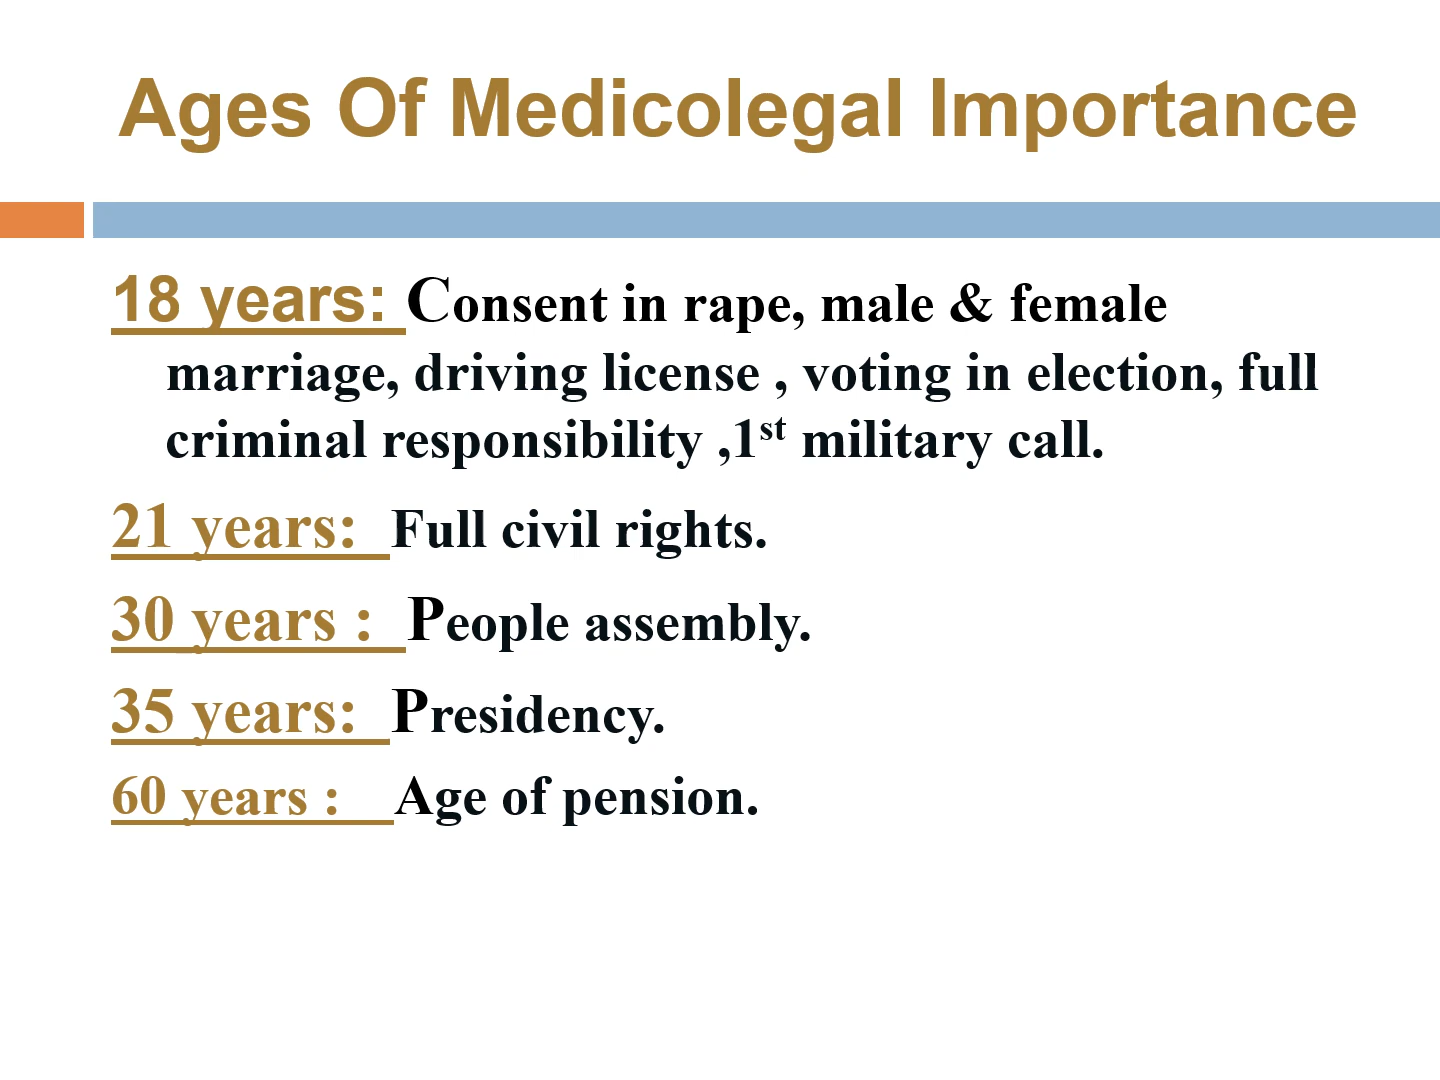 Ages Of Medicolegal Importance
18 years: Consent in rape, male & female
marriage, driving license , voting in election, full
criminal responsibility ,1st military call.
21 years: Full civil rights.
30 years : People assembly.
35 years: Presidency.
60 years : Age of pension.